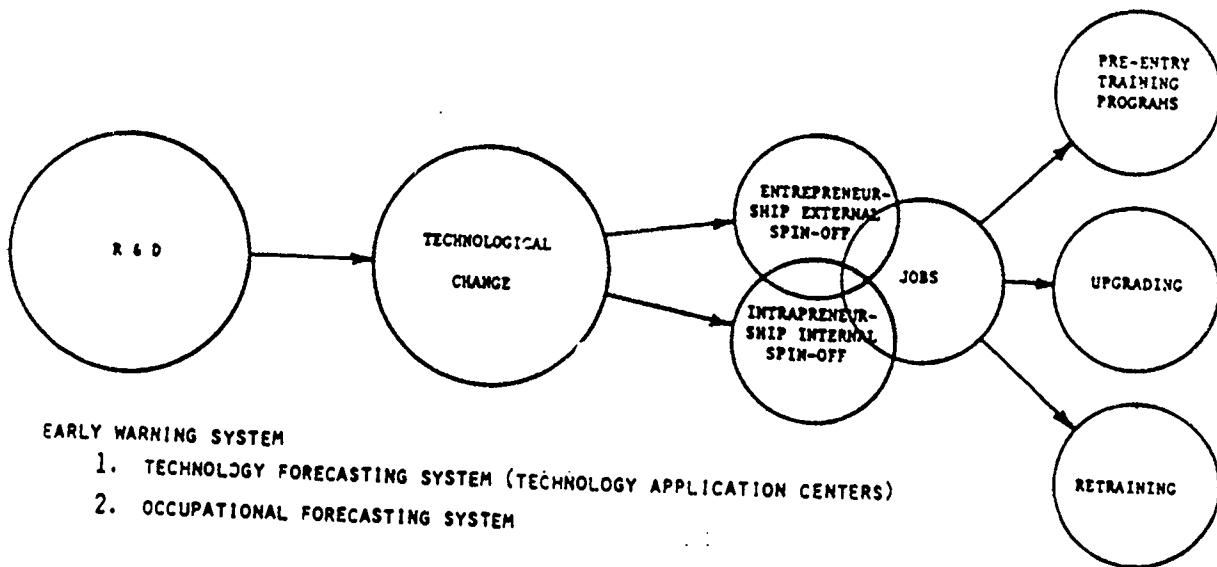 R & D
TECHNOLOGICAL
CHANGE
ENTREPRENEUR-
SHIP EXTERNAL
SPIN-OFF
INTRAPRENEUR-
SHIP INTERNAL
SPIN-OFF
JOBS
PRE-ENTRY
TRAINING
PROGRAMS
UPGRADING
RETRAINING
EARLY WARNING SYSTEM
1. TECHNOLOGY FORECASTING SYSTEM (TECHNOLOGY APPLICATION CENTERS)
2. OCCUPATIONAL FORECASTING SYSTEM